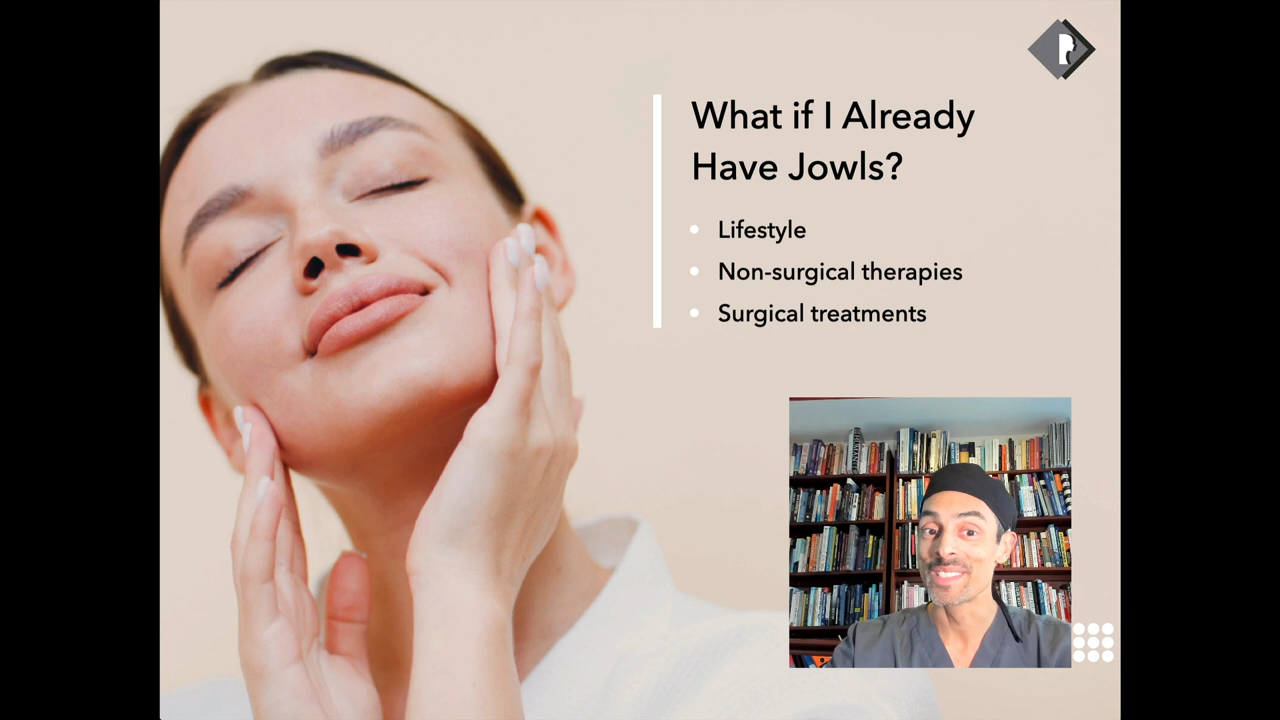 What if I Already
Have Jowls?
Lifestyle
Non-surgical therapies
Surgical treatments